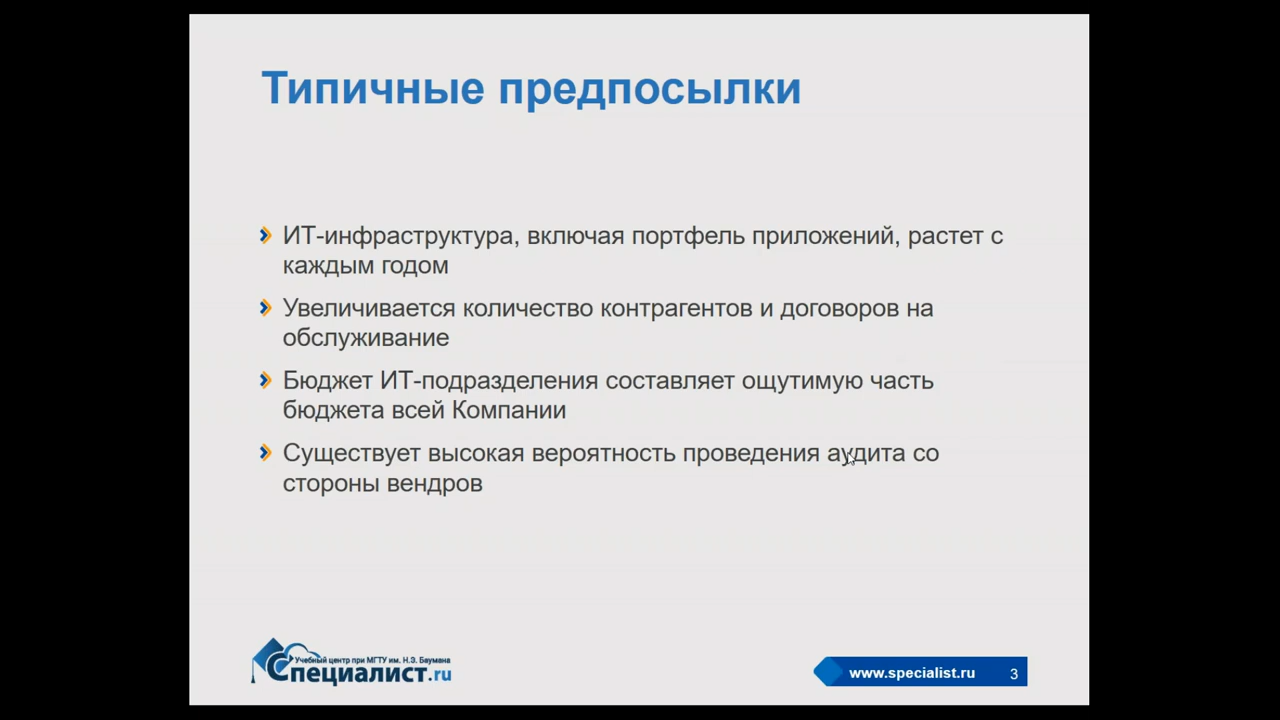 Типичные предпосылки
ИТ-инфраструктура, включая портфель приложений, растет с
каждым годом
Увеличивается количество контрагентов и договоров на
обслуживание
Бюджет ИТ-подразделения составляет ощутимую часть
бюджета всей Компании
Существует высокая вероятность проведения аудита со
стороны вендров
Учебный центр при МГТУ им. Н.Э. Баумана
Специалист.ru
www.specialist.ru 3